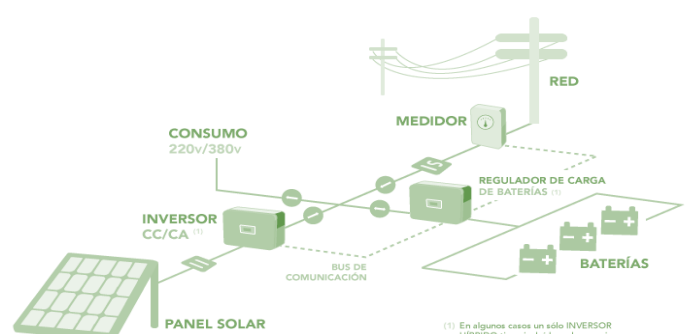 RED
MEDIDOR
CONSUMO
220v/380v
REGULADOR DE CARGA
DE BATERÍAS (1)
INVERSOR
CC/CA (1)
BUS DE
COMUNICACIÓN
BATERÍAS
PANEL SOLAR
(1) En algunos casos un sólo INVERSOR